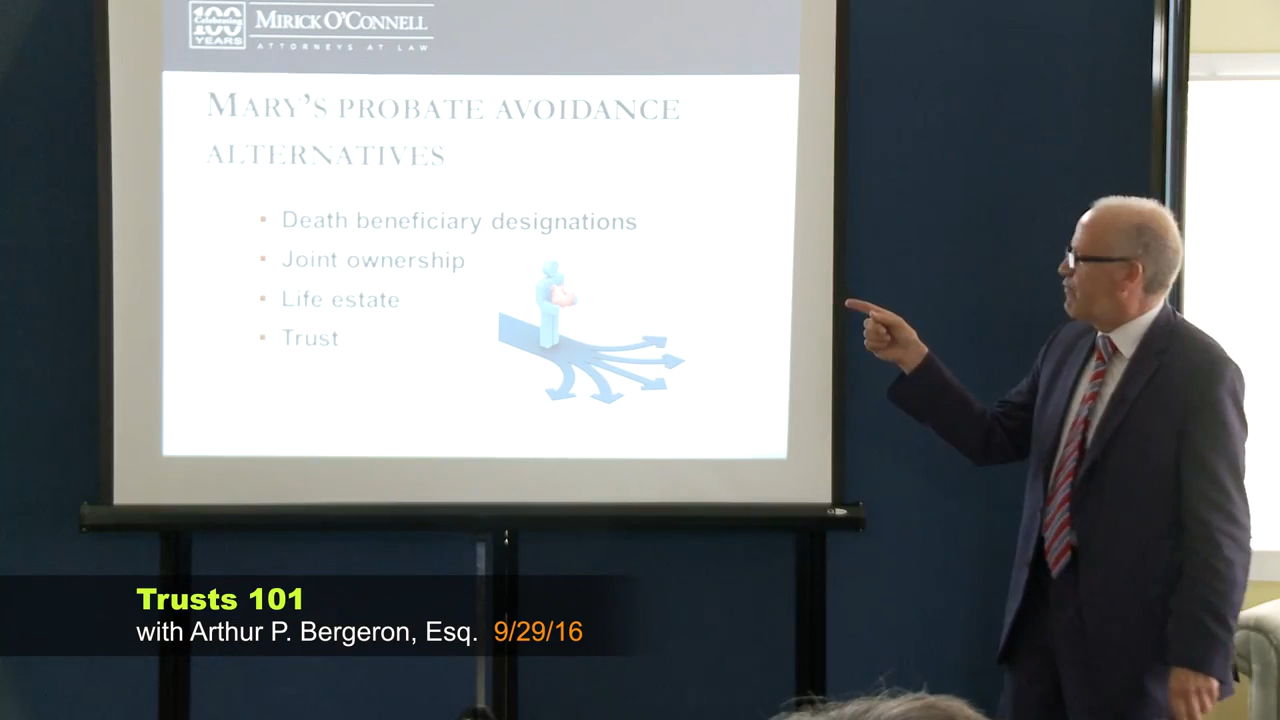 100
Celebrating
YEARS
MIRICK O'CONNELL
ATTORNEYS AT LAW
MARY'S PROBATE AVOIDANCE
ALTERNATIVES
▪ Death beneficiary designations
▪ Joint ownership
▪ Life estate
▪ Trust
Trusts 101
with Arthur P. Bergeron, Esq. 9/29/16